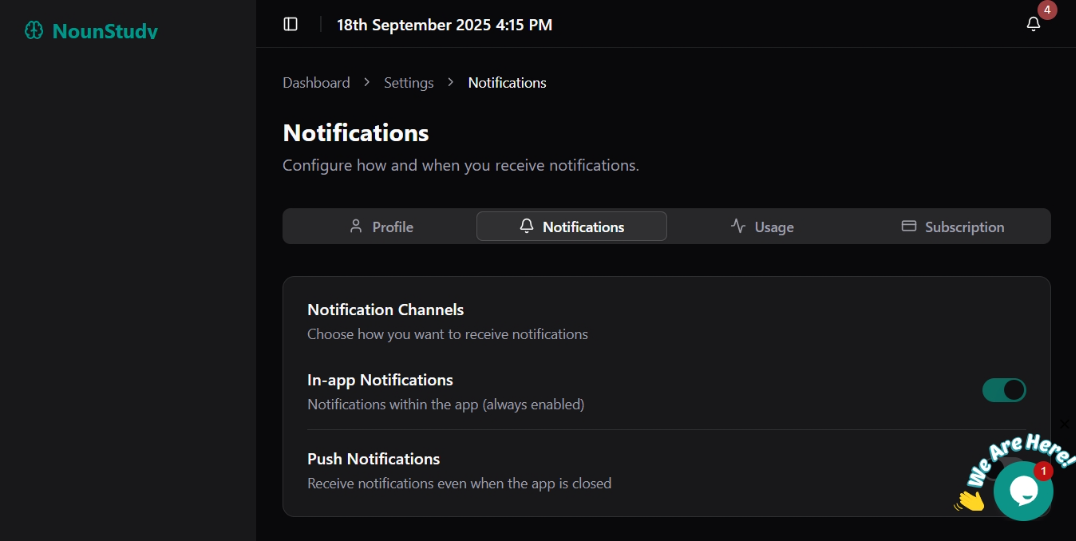 NounStudy
18th September 2025 4:15 PM
4
Dashboard > Settings > Notifications
Notifications
Configure how and when you receive notifications.
Profile
Notifications
Usage
Subscription
Notification Channels
Choose how you want to receive notifications
In-app Notifications
Notifications within the app (always enabled)
Push Notifications
Receive notifications even when the app is closed
We Are Here!
1